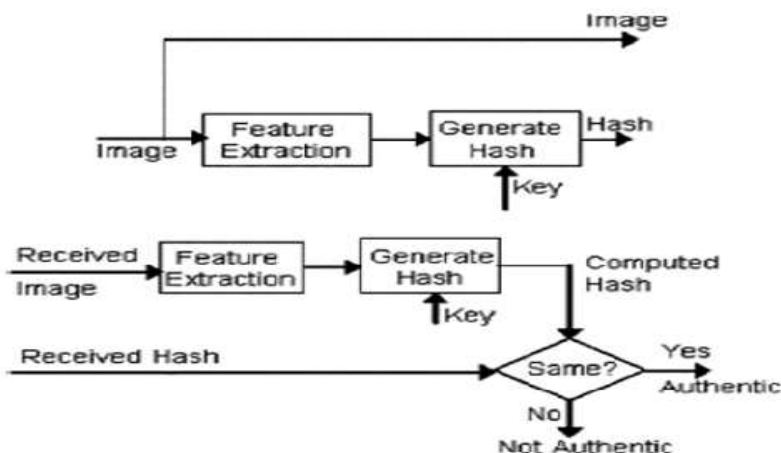 Image
Image
Feature
Extraction
Generate
Hash
Hash
Key
Received
Image
Feature
Extraction
Generate
Hash
Key
Computed
Hash
Received Hash
Same?
Yes
Authentic
No
Not Authentic